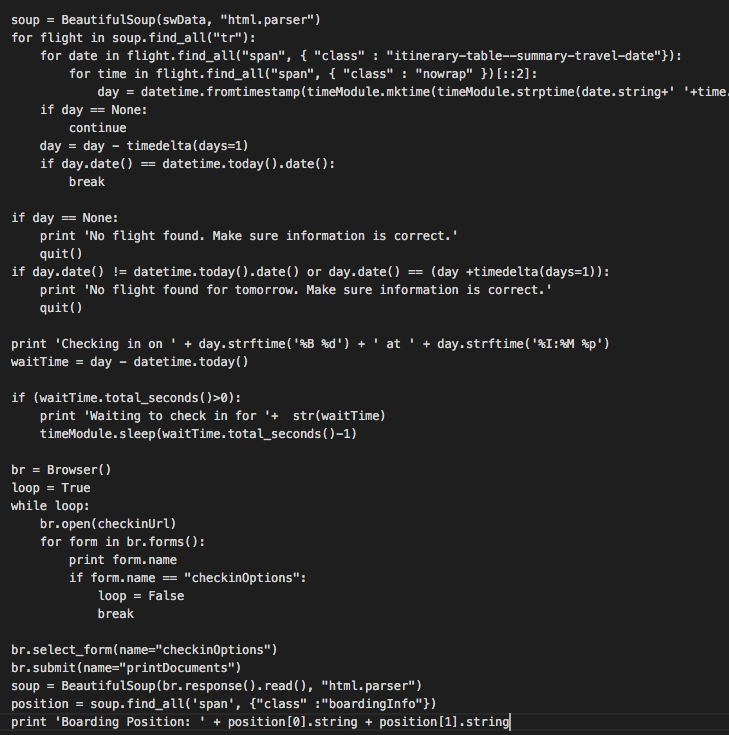 soup = BeautifulSoup(swData, "html.parser")
for flight in soup.find_all("tr"):
    for date in flight.find_all("span", { "class" : "itinerary-table--summary-travel-date"}):
        for time in flight.find_all("span", { "class" : "nowrap" })[::2]:
            day = datetime.fromtimestamp(timeModule.mktime(timeModule.strptime(date.string+' '+time.
    if day == None:
        continue
    day = day - timedelta(days=1)
    if day.date() == datetime.today().date():
        break

if day == None:
    print 'No flight found. Make sure information is correct.'
    quit()
if day.date() != datetime.today().date() or day.date() == (day +timedelta(days=1)):
    print 'No flight found for tomorrow. Make sure information is correct.'
    quit()

print 'Checking in on ' + day.strftime('%B %d') + ' at ' + day.strftime('%I:%M %p')
waitTime = day - datetime.today()

if (waitTime.total_seconds()>0):
    print 'Waiting to check in for '+  str(waitTime)
    timeModule.sleep(waitTime.total_seconds()-1)

br = Browser()
loop = True
while loop:
    br.open(checkinUrl)
    for form in br.forms():
        print form.name
        if form.name == "checkinOptions":
            loop = False
            break

br.select_form(name="checkinOptions")
br.submit(name="printDocuments")
soup = BeautifulSoup(br.response().read(), "html.parser")
position = soup.find_all('span', {"class" :"boardingInfo"})
print 'Boarding Position: ' + position[0].string + position[1].string